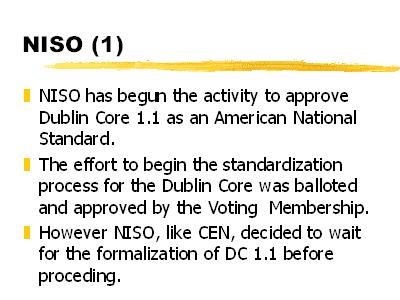 NISO (1)
NISO has begun the activity to approve
Dublin Core 1.1 as an American National
Standard.
The effort to begin the standardization
process for the Dublin Core was balloted
and approved by the Voting  Membership.
However NISO, like CEN, decided to wait
for the formalization of DC 1.1 before
proceding.